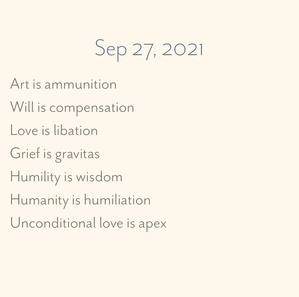 Sep 27, 2021
Art is ammunition
Will is compensation
Love is libation
Grief is gravitas
Humility is wisdom
Humanity is humiliation
Unconditional love is apex